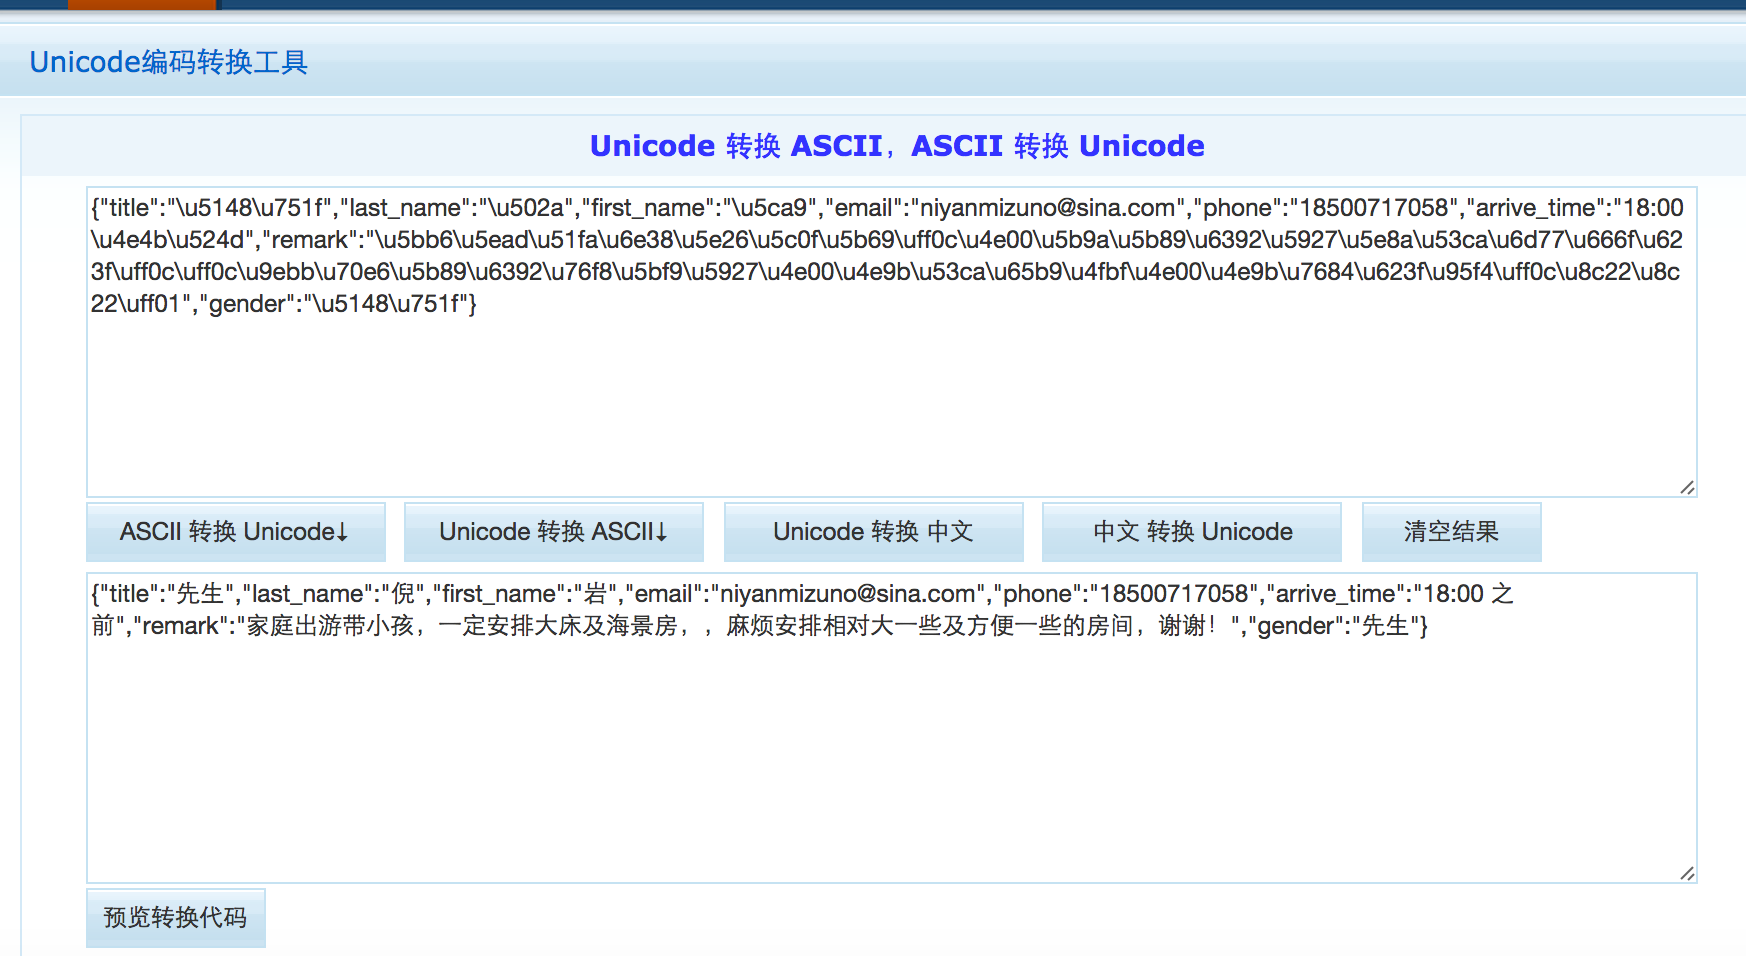 Unicode编码转换工具
Unicode 转换 ASCII，ASCII 转换 Unicode
{"title":"\u5148\u751f","last_name":"\u502a","first_name":"\u5ca9","email":"niyanmizuno@sina.com","phone":"18500717058","arrive_time":"18:00
\u4e4b\u524d","remark":"\u5bb6\u5ead\u51fa\u6e38\u5e26\u5c0f\u5b69\uff0c\u4e00\u5b9a\u5b89\u6392\u5927\u5e8a\u53ca\u6d77\u666f\u62
3f\uff0c\uff0c\u9ebb\u70e6\u5b89\u6392\u76f8\u5bf9\u5927\u4e00\u4e9b\u53ca\u65b9\u4fbf\u4e00\u4e9b\u7684\u623f\u95f4\uff0c\u8c22\u8c
22\uff01","gender":"\u5148\u751f"}
ASCII 转换 Unicode↓ Unicode 转换 ASCII↓ Unicode 转换 中文 中文 转换 Unicode 清空结果
{"title":"先生","last_name":"倪","first_name":"岩","email":"niyanmizuno@sina.com","phone":"18500717058","arrive_time":"18:00 之
前","remark":"家庭出游带小孩，一定安排大床及海景房，，麻烦安排相对大一些及方便一些的房间，谢谢！","gender":"先生"}
预览转换代码